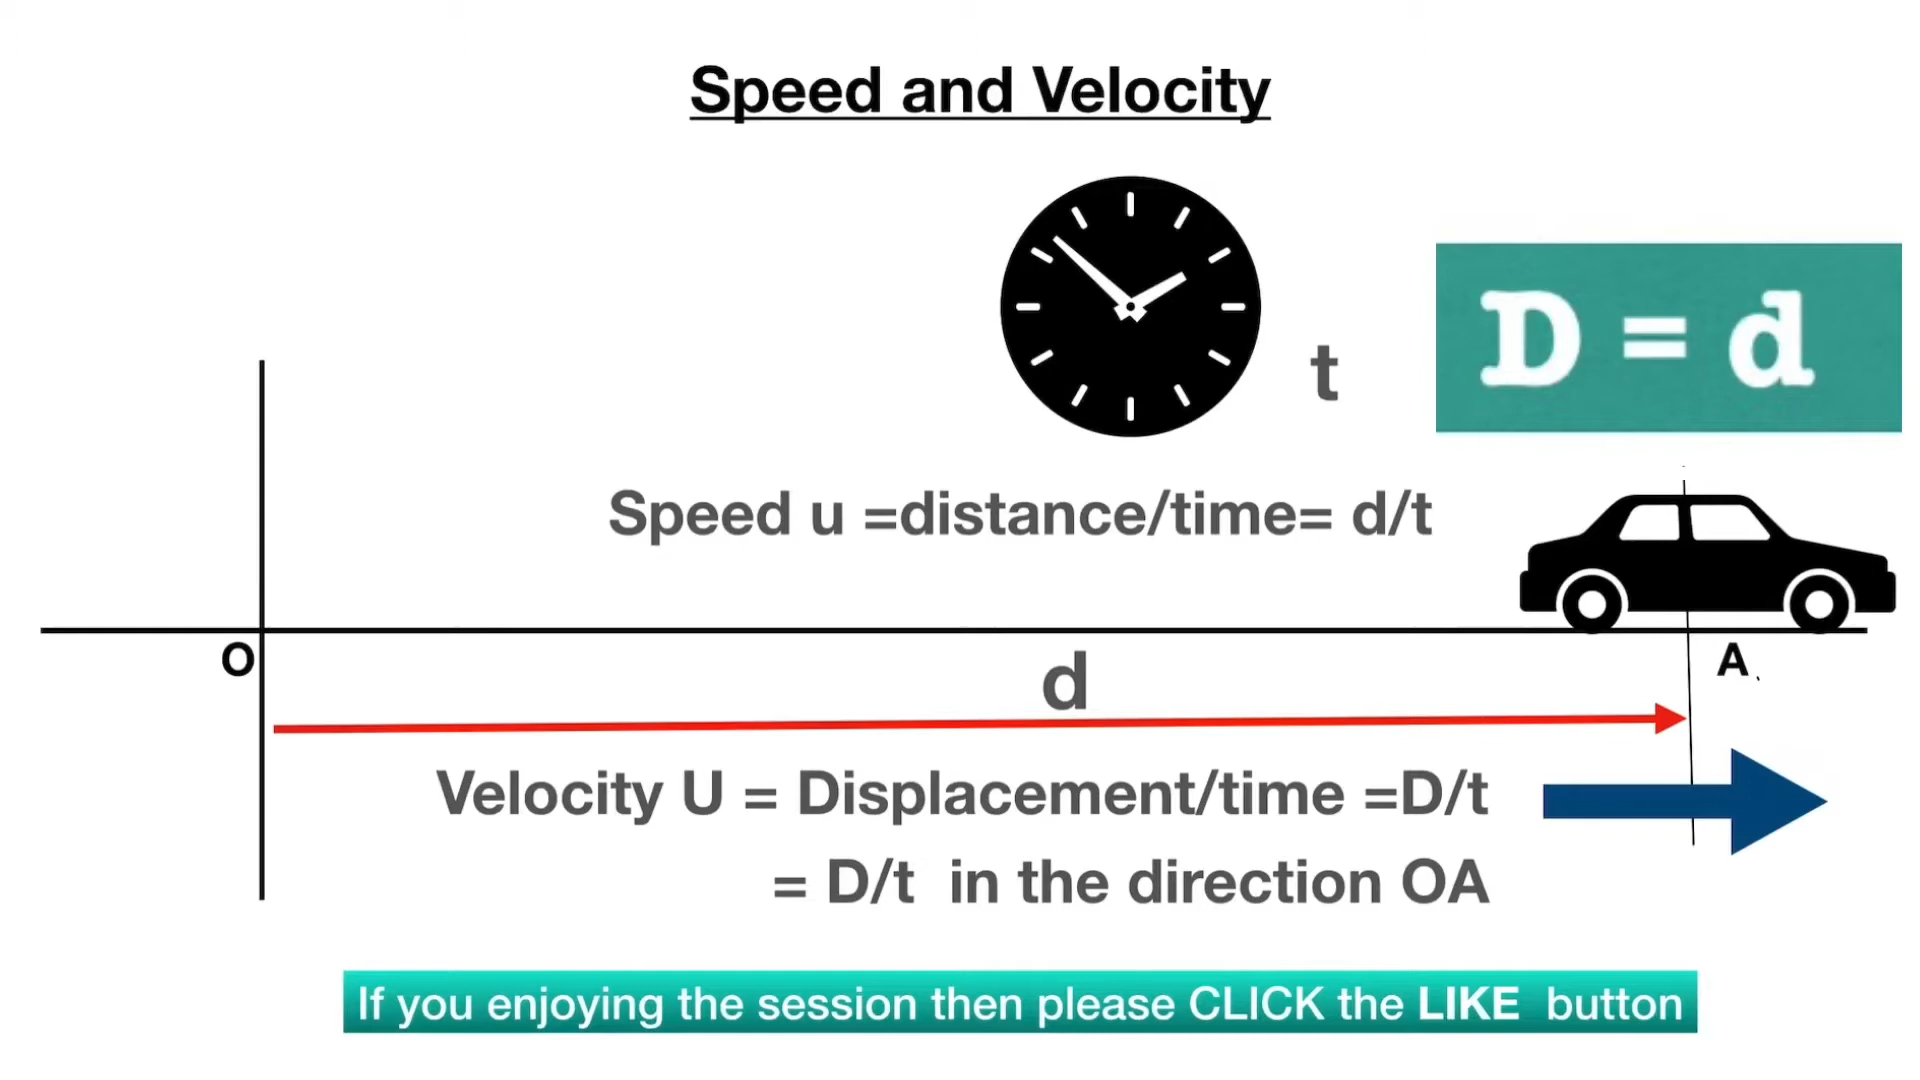 Speed and Velocity
t
D = d
Speed u =distance/time= d/t
O
A
d
Velocity U = Displacement/time =D/t
= D/t in the direction OA
If you enjoying the session then please CLICK the LIKE button